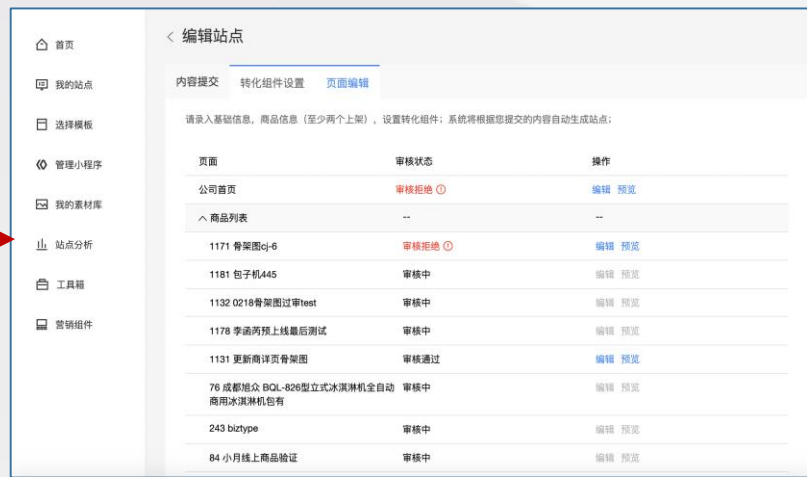 首页
我的站点
选择模板
管理小程序
我的素材库
站点分析
工具箱
营销组件
< 编辑站点
内容提交 转化组件设置 页面编辑
请录入基础信息,商品信息(至少两个上架),设置转化组件;系统将根据您提交的内容自动生成站点;
页面 审核状态 操作
公司首页 审核拒绝 编辑 预览
商品列表 -- --
1171 骨架图cj-6 审核拒绝 编辑 预览
1181 包子机445 审核中 编辑 预览
1132 0218骨架图过审test 审核中 编辑 预览
1178 李函芮预上线最后测试 审核中 编辑 预览
1131 更新商详页骨架图 审核通过 编辑 预览
76 成都旭众 BQL-826型立式冰淇淋机全自动 审核中 编辑 预览
商用冰淇淋机包有
243 biztype 审核中 编辑 预览
84 小月线上商品验证 审核中 编辑 预览